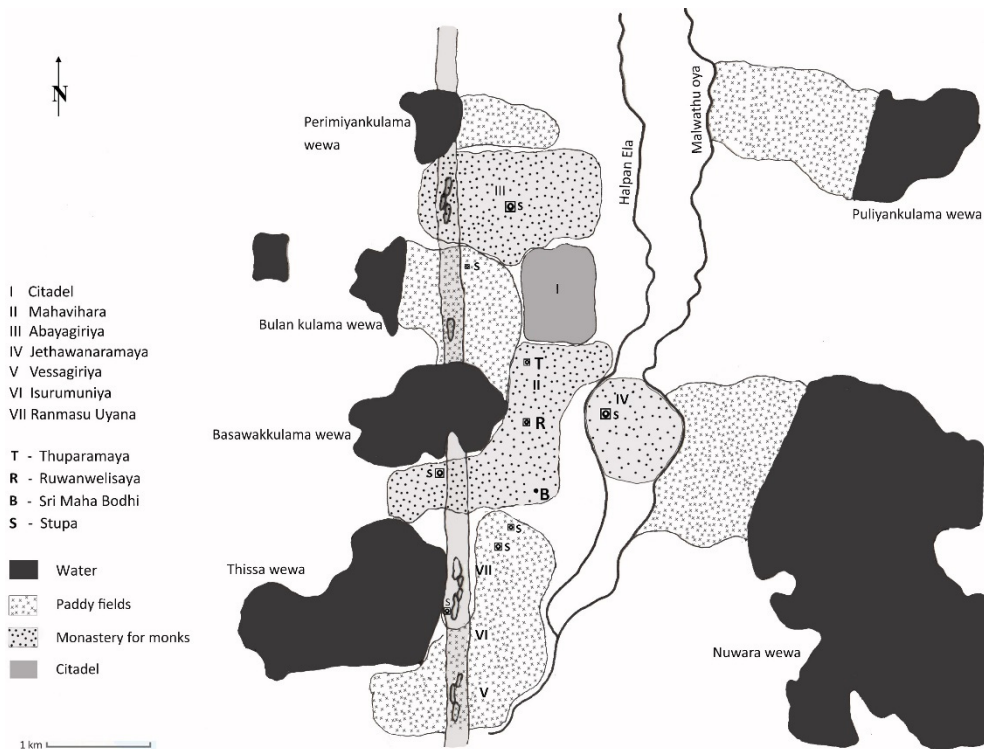 N
Perimiyankulama
wewa
Halpan Ela
Malwathu oya
Puliyankulama wewa
III
S
S
I
Bulan kulama wewa
I Citadel
II Mahavihara
III Abayagiriya
IV Jethawanaramaya
V Vessagiriya
VI Isurumuniya
VII Ranmasu Uyana
T
II
IV
S
R
Basawakkulama wewa
S
B
T - Thuparamaya
R - Ruwanwelisaya
B - Sri Maha Bodhi
S - Stupa
S
S
VII
Thissa wewa
S
VI
V
Nuwara wewa
Water
Paddy fields
Monastery for monks
Citadel
1 km